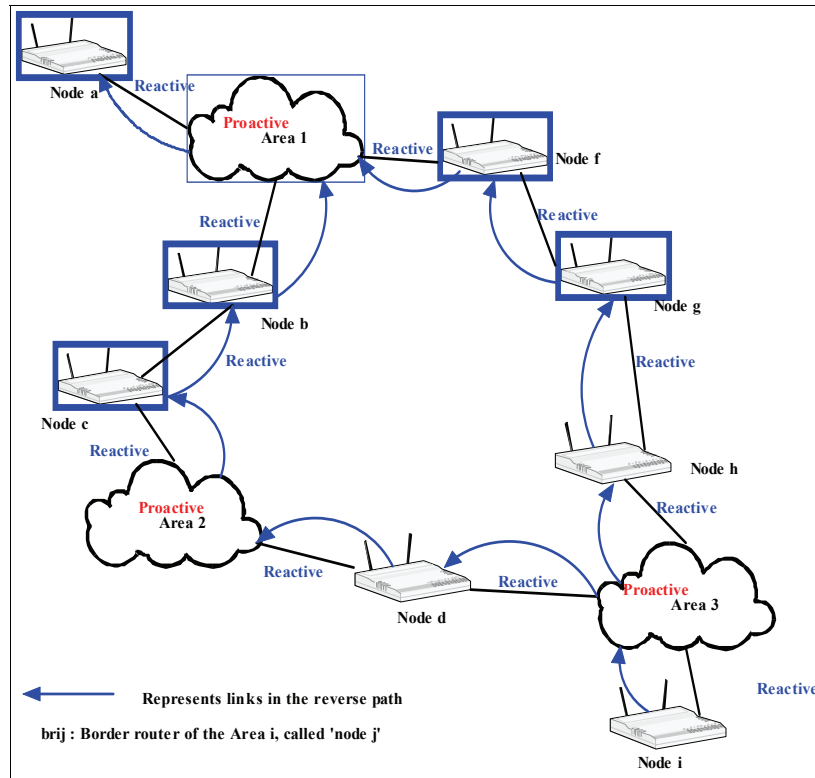 Node a
Reactive
Proactive
Area 1
Reactive
Node f
Reactive
Reactive
Node b
Node g
Reactive
Reactive
Node c
Reactive
Node h
Proactive
Area 2
Reactive
Reactive
Reactive
Node d
Proactive
Area 3
Represents links in the reverse path
Reactive
brij : Border router of the Area i, called 'node j'
Node i